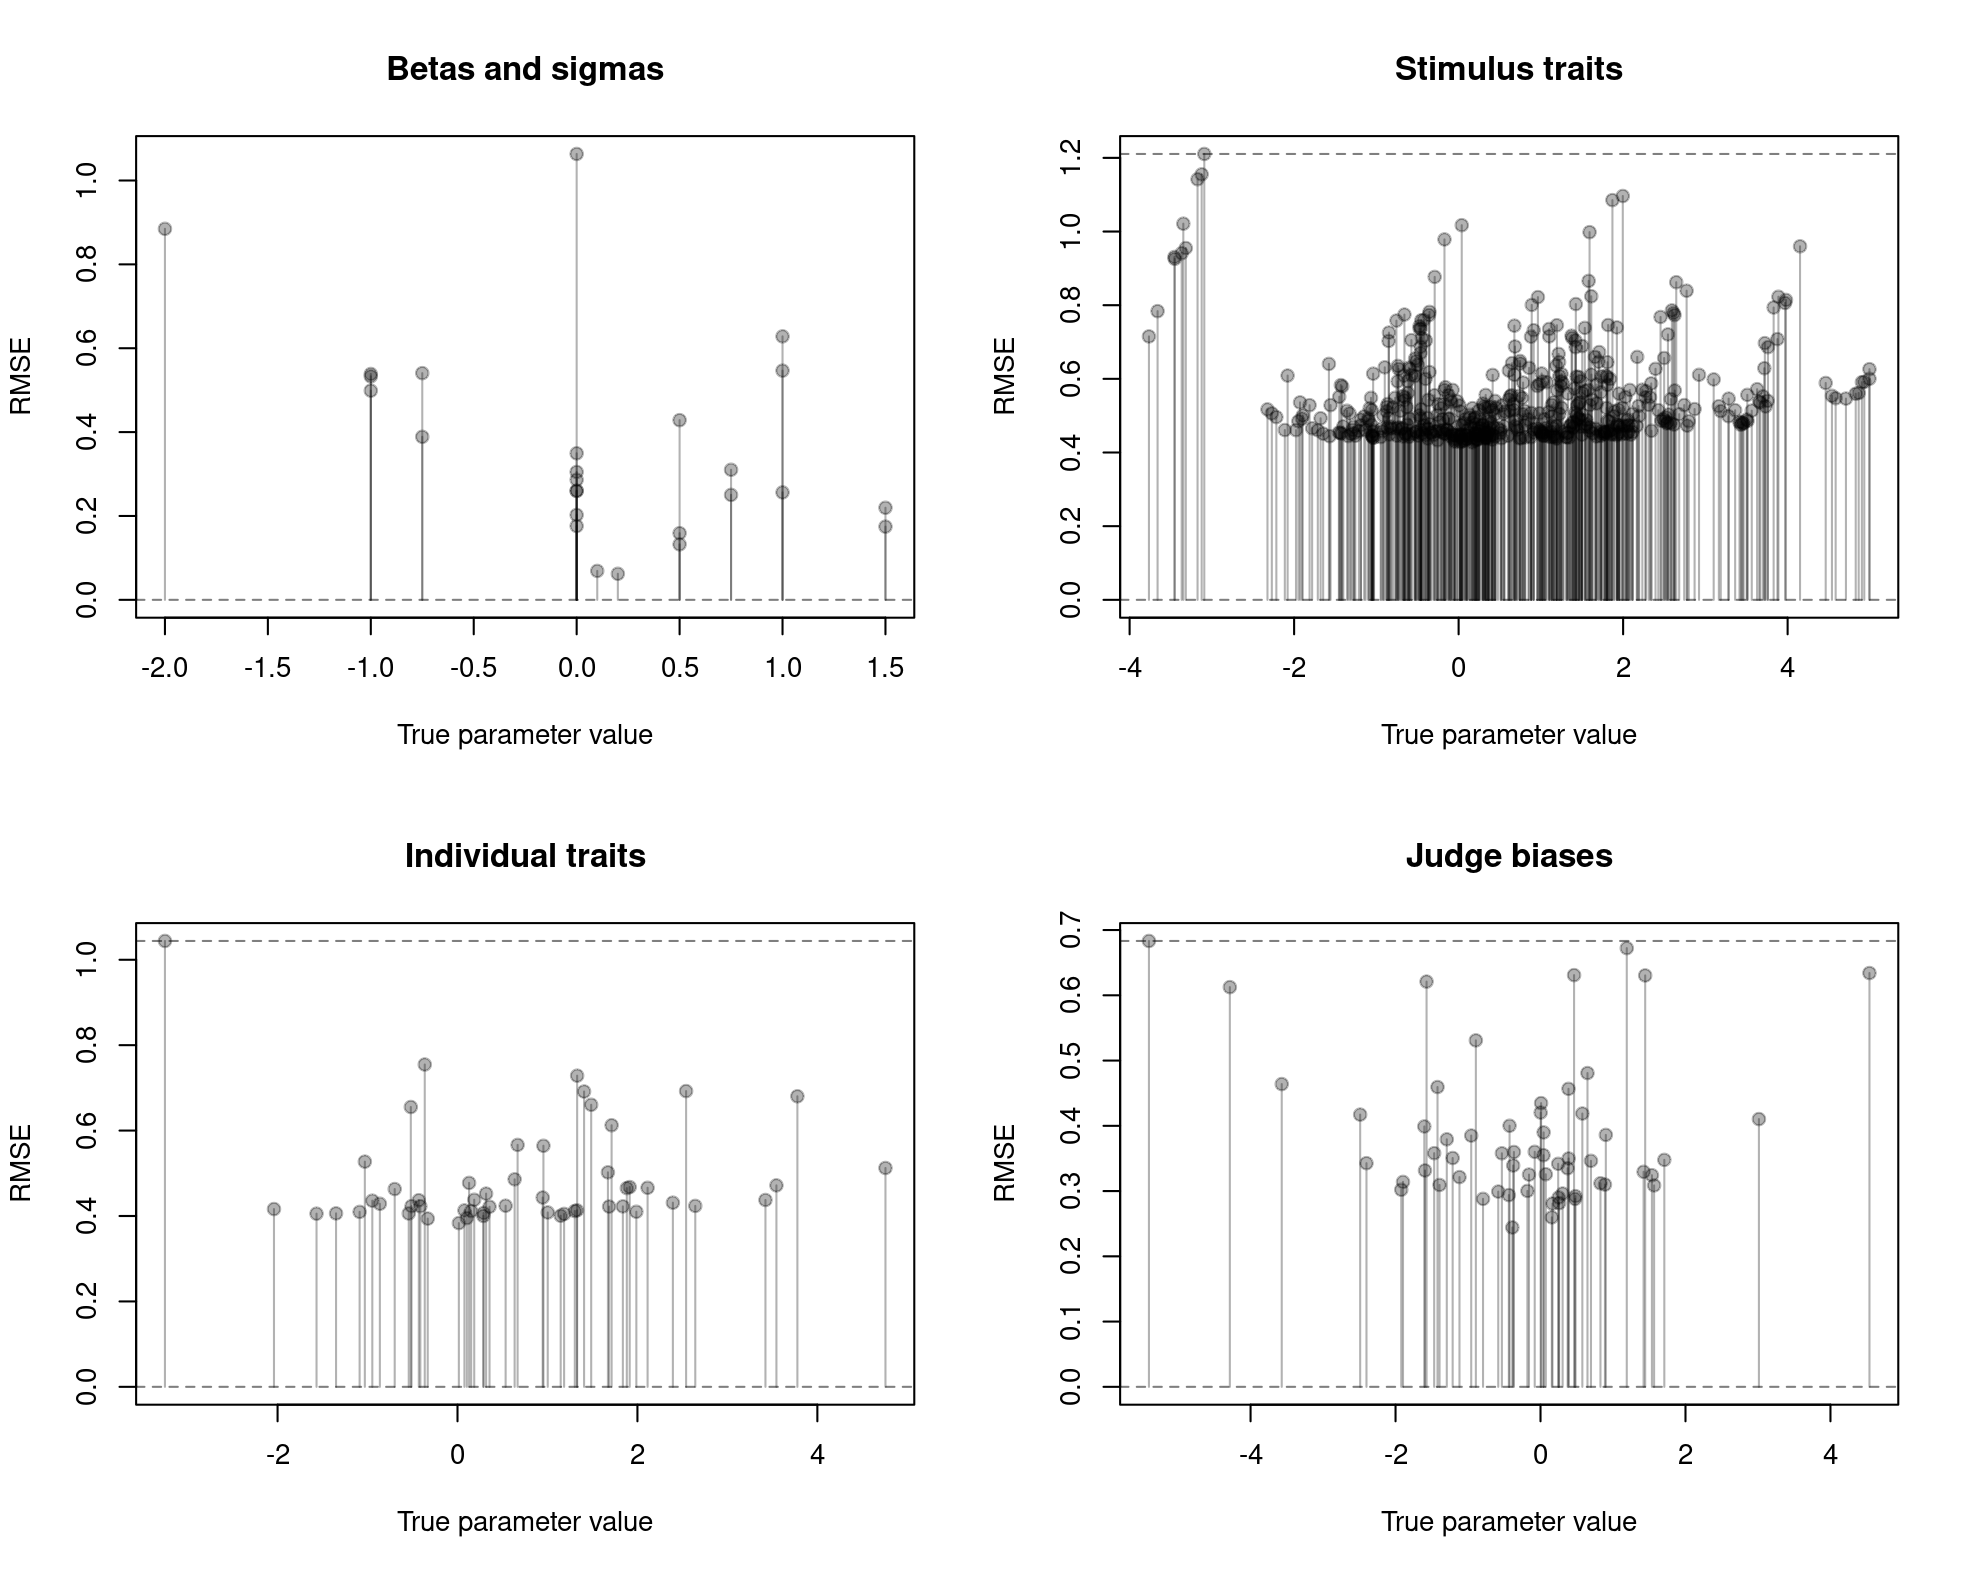 Betas and sigmas
RMSE
0.0 0.2 0.4 0.6 0.8 1.0
-2.0 -1.5 -1.0 -0.5 0.0 0.5 1.0 1.5
True parameter value
Stimulus traits
RMSE
0.0 0.2 0.4 0.6 0.8 1.0 1.2
-4 -2 0 2 4
True parameter value
Individual traits
RMSE
0.0 0.2 0.4 0.6 0.8 1.0
-2 0 2 4
True parameter value
Judge biases
RMSE
0.0 0.1 0.2 0.3 0.4 0.5 0.6 0.7
-4 -2 0 2 4
True parameter value